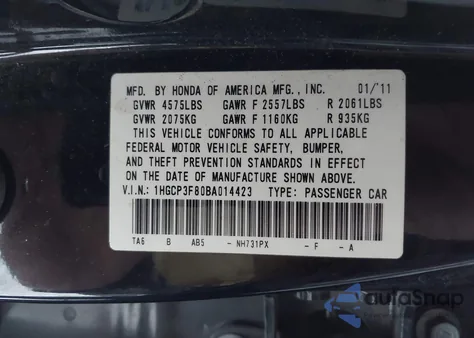 MFD. BY HONDA OF AMERICA MFG., INC. 01/'11
GVWR 4575LBS GAWR F 2557LBS R 2061LBS
GVWR 2075KG GAWR F 1160KG R 935KG
THIS VEHICLE CONFORMS TO ALL APPLICABLE
FEDERAL MOTOR VEHICLE SAFETY, BUMPER,
AND THEFT PREVENTION STANDARDS IN EFFECT
ON THE DATE OF MANUFACTURE SHOWN ABOVE.
V.I.N.: 1HGCP3F80BA014423 TYPE: PASSENGER CAR
TA6 B AB5 - NH731PX - F - A
autoSnap